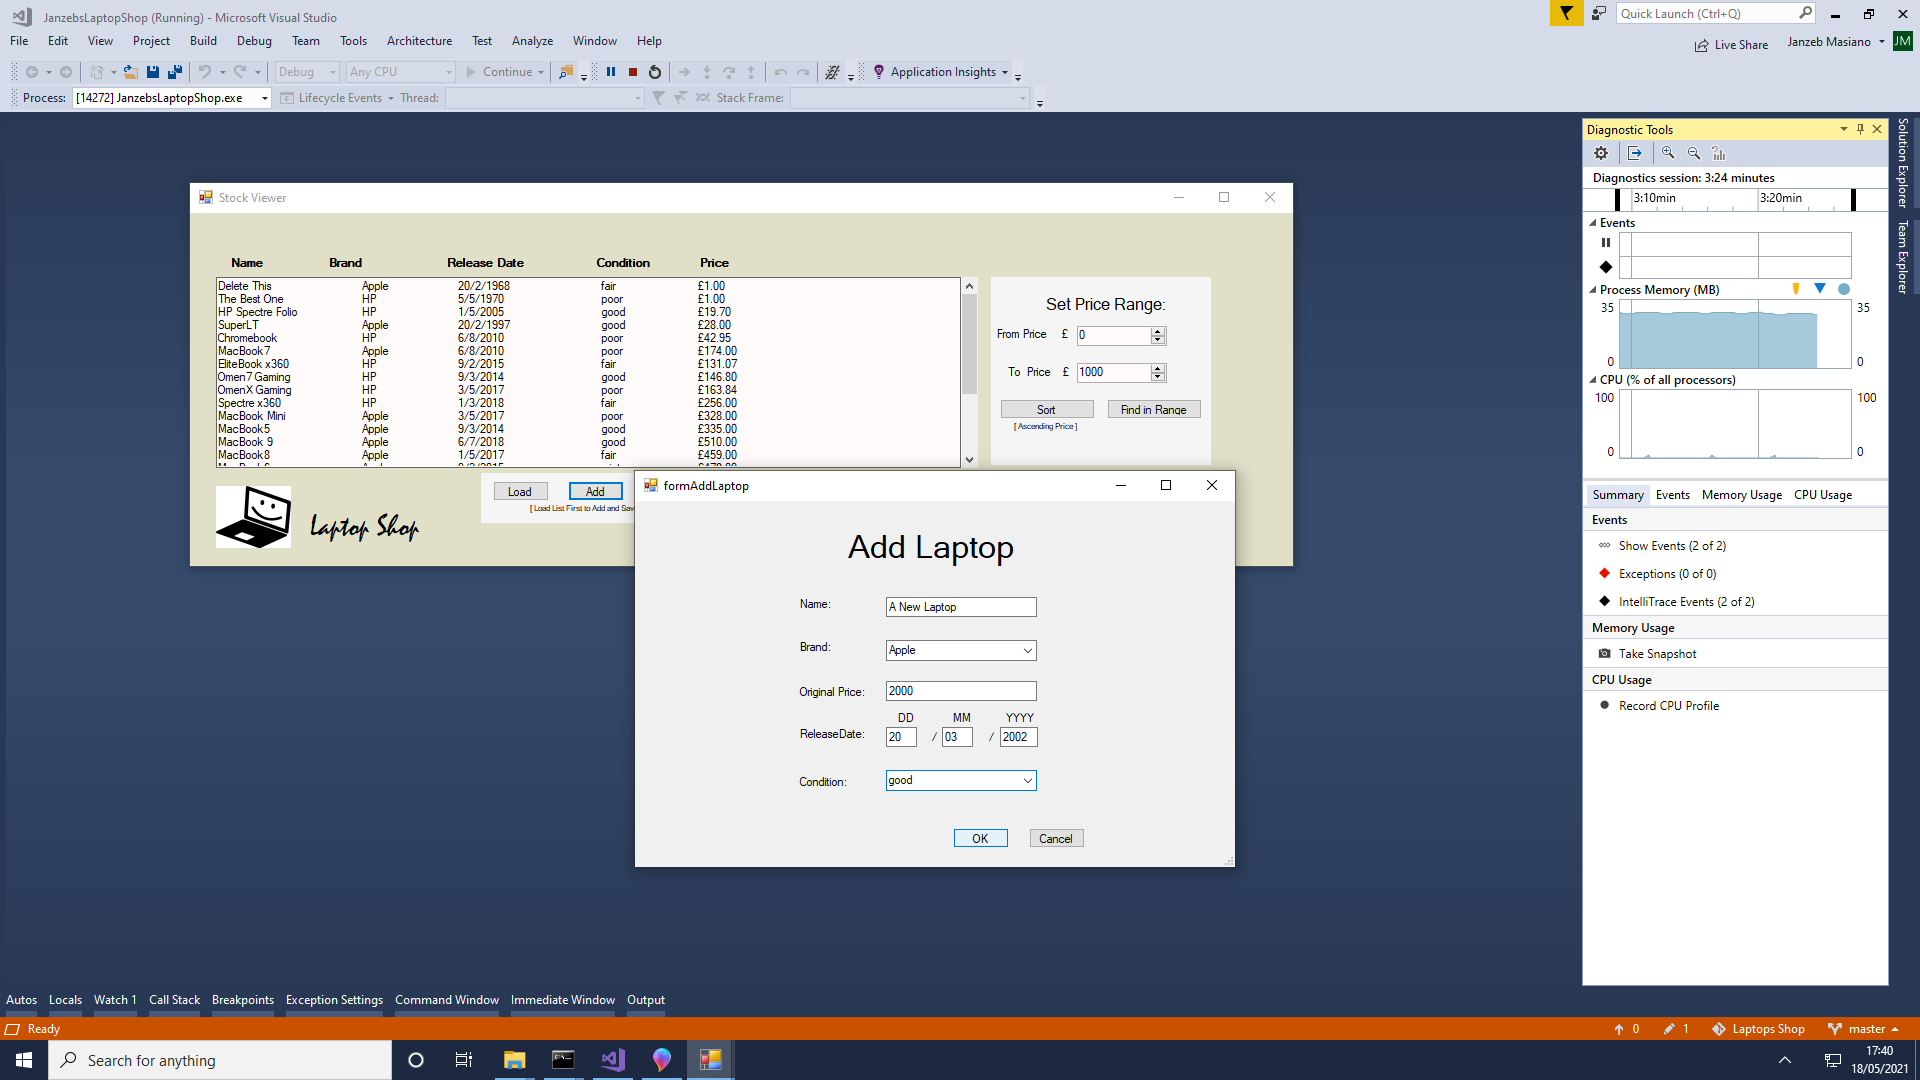 JanzebsLaptopShop (Running) - Microsoft Visual Studio
Quick Launch (Ctrl+Q)
File Edit View Project Build Debug Team Tools Architecture Test Analyze Window Help
Live Share
Janzeb Masiano
JM
Debug Any CPU Continue Application Insights
Process: [14272] JanzebsLaptopShop.exe Lifecycle Events Thread: Stack Frame:
Stock Viewer
Name Brand Release Date Condition Price
Delete This Apple 20/2/1968 fair £1.00
The Best One HP 5/5/1970 poor £1.00
HP Spectre Folio HP 1/5/2005 good £19.70
SuperLT Apple 20/2/1997 good £28.00
Chromebook HP 6/8/2010 poor £42.95
MacBook7 Apple 6/8/2010 poor £174.00
EliteBook x360 HP 9/2/2015 fair £131.07
Omen7 Gaming HP 9/3/2014 good £146.80
OmenX Gaming HP 3/5/2017 poor £163.84
Spectre x360 HP 1/3/2018 fair £256.00
MacBook Mini Apple 3/5/2017 poor £328.00
MacBook5 Apple 9/3/2014 good £335.00
MacBook 9 Apple 6/7/2018 good £510.00
MacBook8 Apple 1/5/2017 fair £459.00
Set Price Range:
From Price £ 0
To Price £ 1000
Sort Find in Range
[ Ascending Price ]
Laptop Shop
Load Add
[ Load List First to Add and Sav
formAddLaptop
Add Laptop
Name: A New Laptop
Brand: Apple
Original Price: 2000
DD MM YYYY
ReleaseDate: 20 / 03 / 2002
Condition: good
OK Cancel
Diagnostic Tools
Diagnostics session: 3:24 minutes
3:10min 3:20min
Events
Process Memory (MB)
35 35
0 0
CPU (% of all processors)
100 100
0 0
Summary Events Memory Usage CPU Usage
Events
Show Events (2 of 2)
Exceptions (0 of 0)
IntelliTrace Events (2 of 2)
Memory Usage
Take Snapshot
CPU Usage
Record CPU Profile
Solution Explorer
Team Explorer
Autos Locals Watch 1 Call Stack Breakpoints Exception Settings Command Window Immediate Window Output
Ready
0 1 Laptops Shop master
Search for anything
17:40
18/05/2021